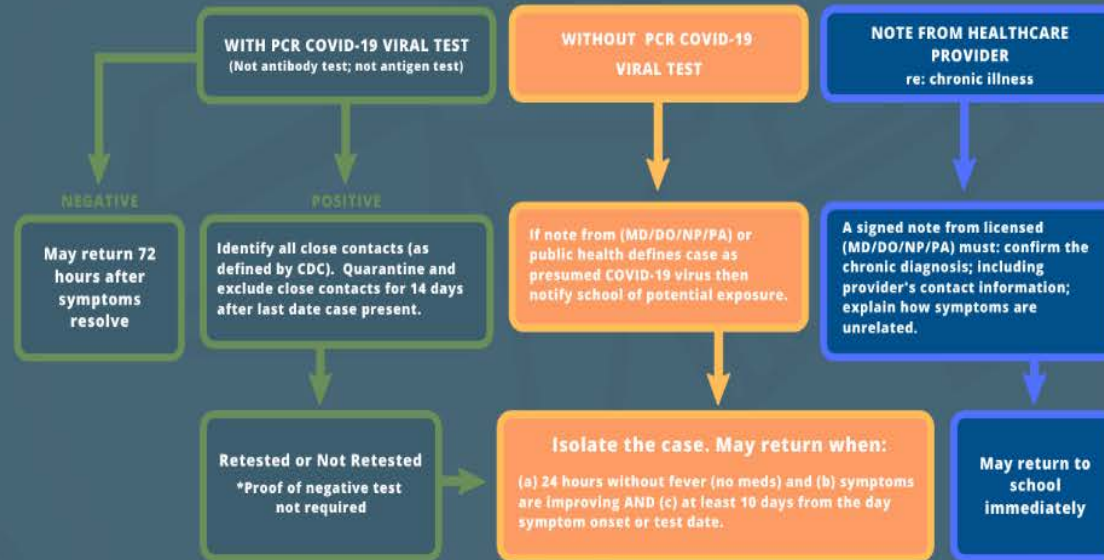 WITH PCR COVID-19 VIRAL TEST
(Not antibody test; not antigen test)
WITHOUT PCR COVID-19
VIRAL TEST
NOTE FROM HEALTHCARE
PROVIDER
re: chronic illness
NEGATIVE
POSITIVE
May return 72
hours after
symptoms
resolve
Identify all close contacts (as
defined by CDC). Quarantine and
exclude close contacts for 14 days
after last date case present.
If note from (MD/DO/NP/PA) or
public health defines case as
presumed COVID-19 virus then
notify school of potential exposure.
A signed note from licensed
(MD/DO/NP/PA) must: confirm the
chronic diagnosis; including
provider's contact information;
explain how symptoms are
unrelated.
Retested or Not Retested
*Proof of negative test
not required
Isolate the case. May return when:
(a) 24 hours without fever (no meds) and (b) symptoms
are improving AND (c) at least 10 days from the day
symptom onset or test date.
May return to
school
immediately